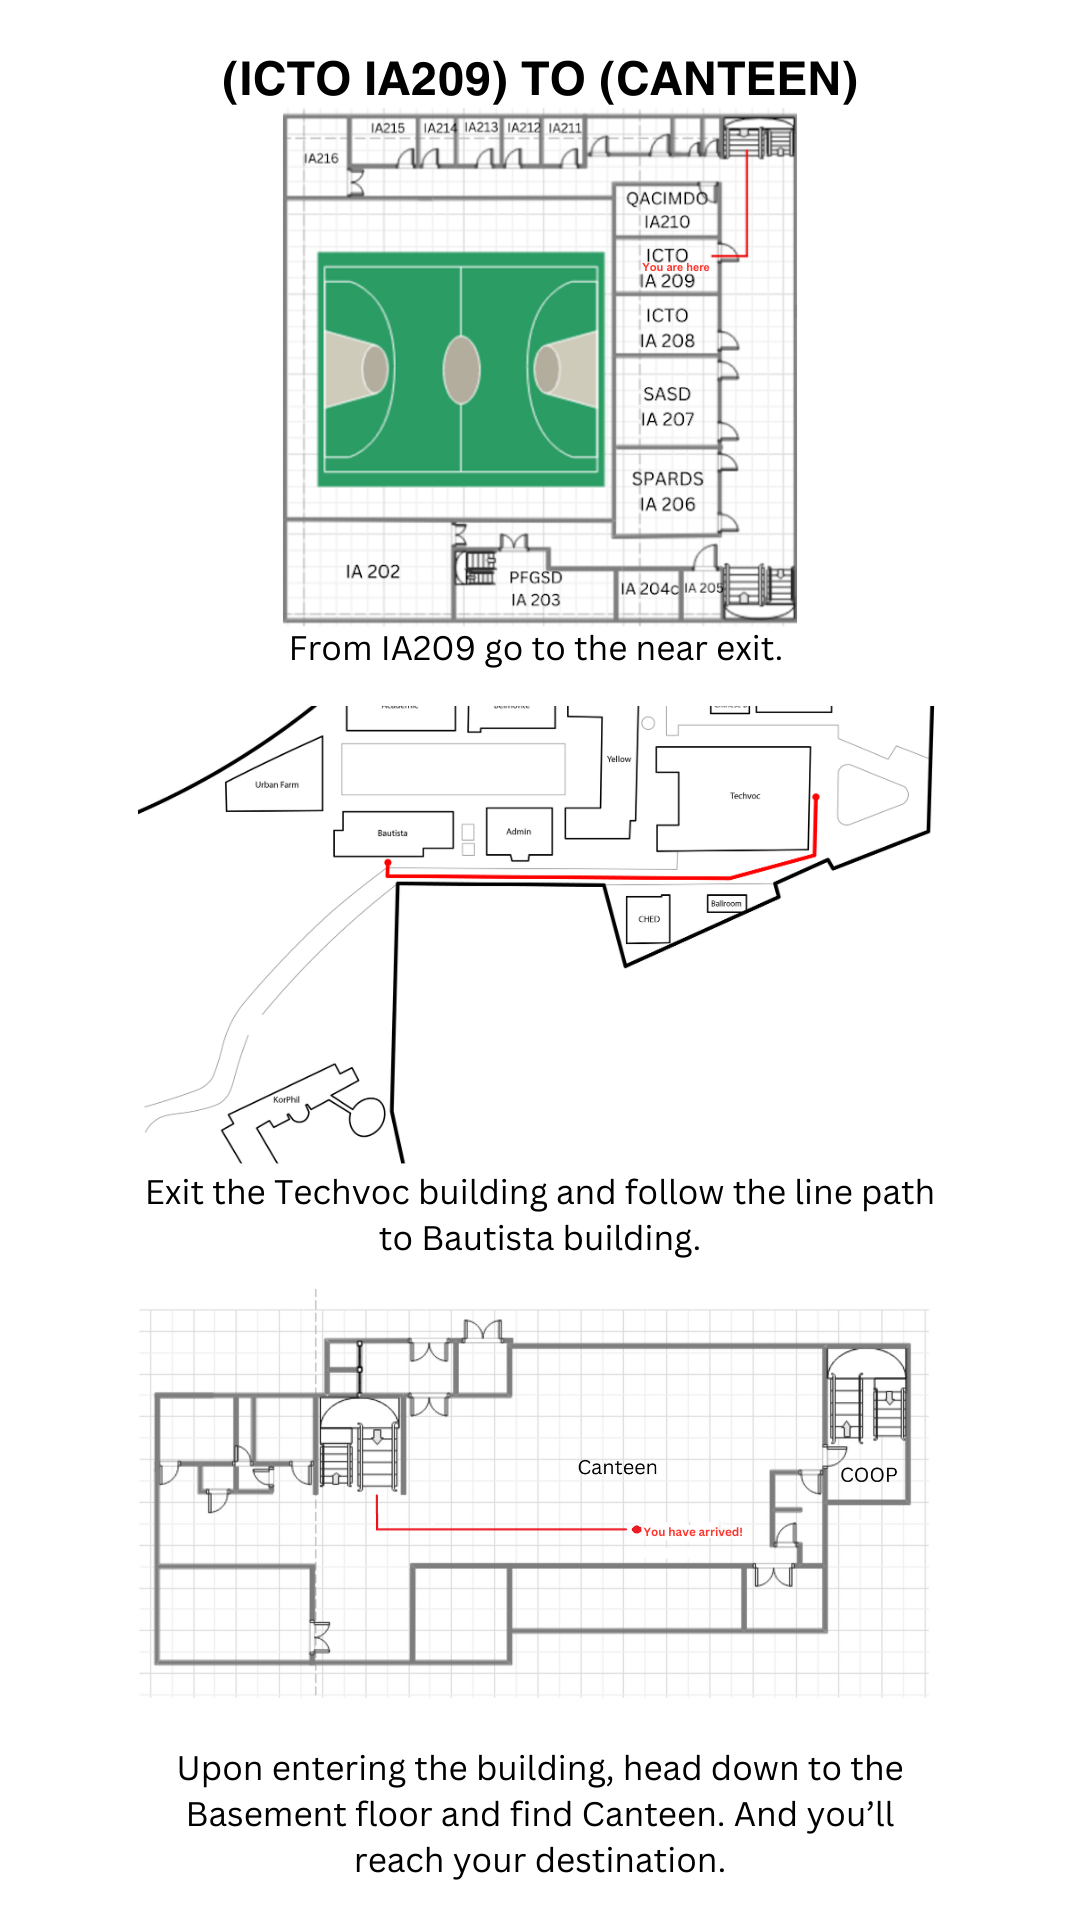 (ICTO IA209) TO (CANTEEN)
IA215
IA214
IA213
IA212
IA211
IA216
QACIMDO
IA210
ICTO
You are here
IA 209
ICTO
IA 208
SASD
IA 207
SPARDS
IA 206
IA 202
PFGSD
IA 203
IA 204c
IA 205
From IA209 go to the near exit.
Academic
Belmonte
Yellow
Urban Farm
Techvoc
Bautista
Admin
CHED
Ballroom
KorPhil
Exit the Techvoc building and follow the line path
to Bautista building.
Canteen
COOP
You have arrived!
Upon entering the building, head down to the
Basement floor and find Canteen. And you’ll
reach your destination.